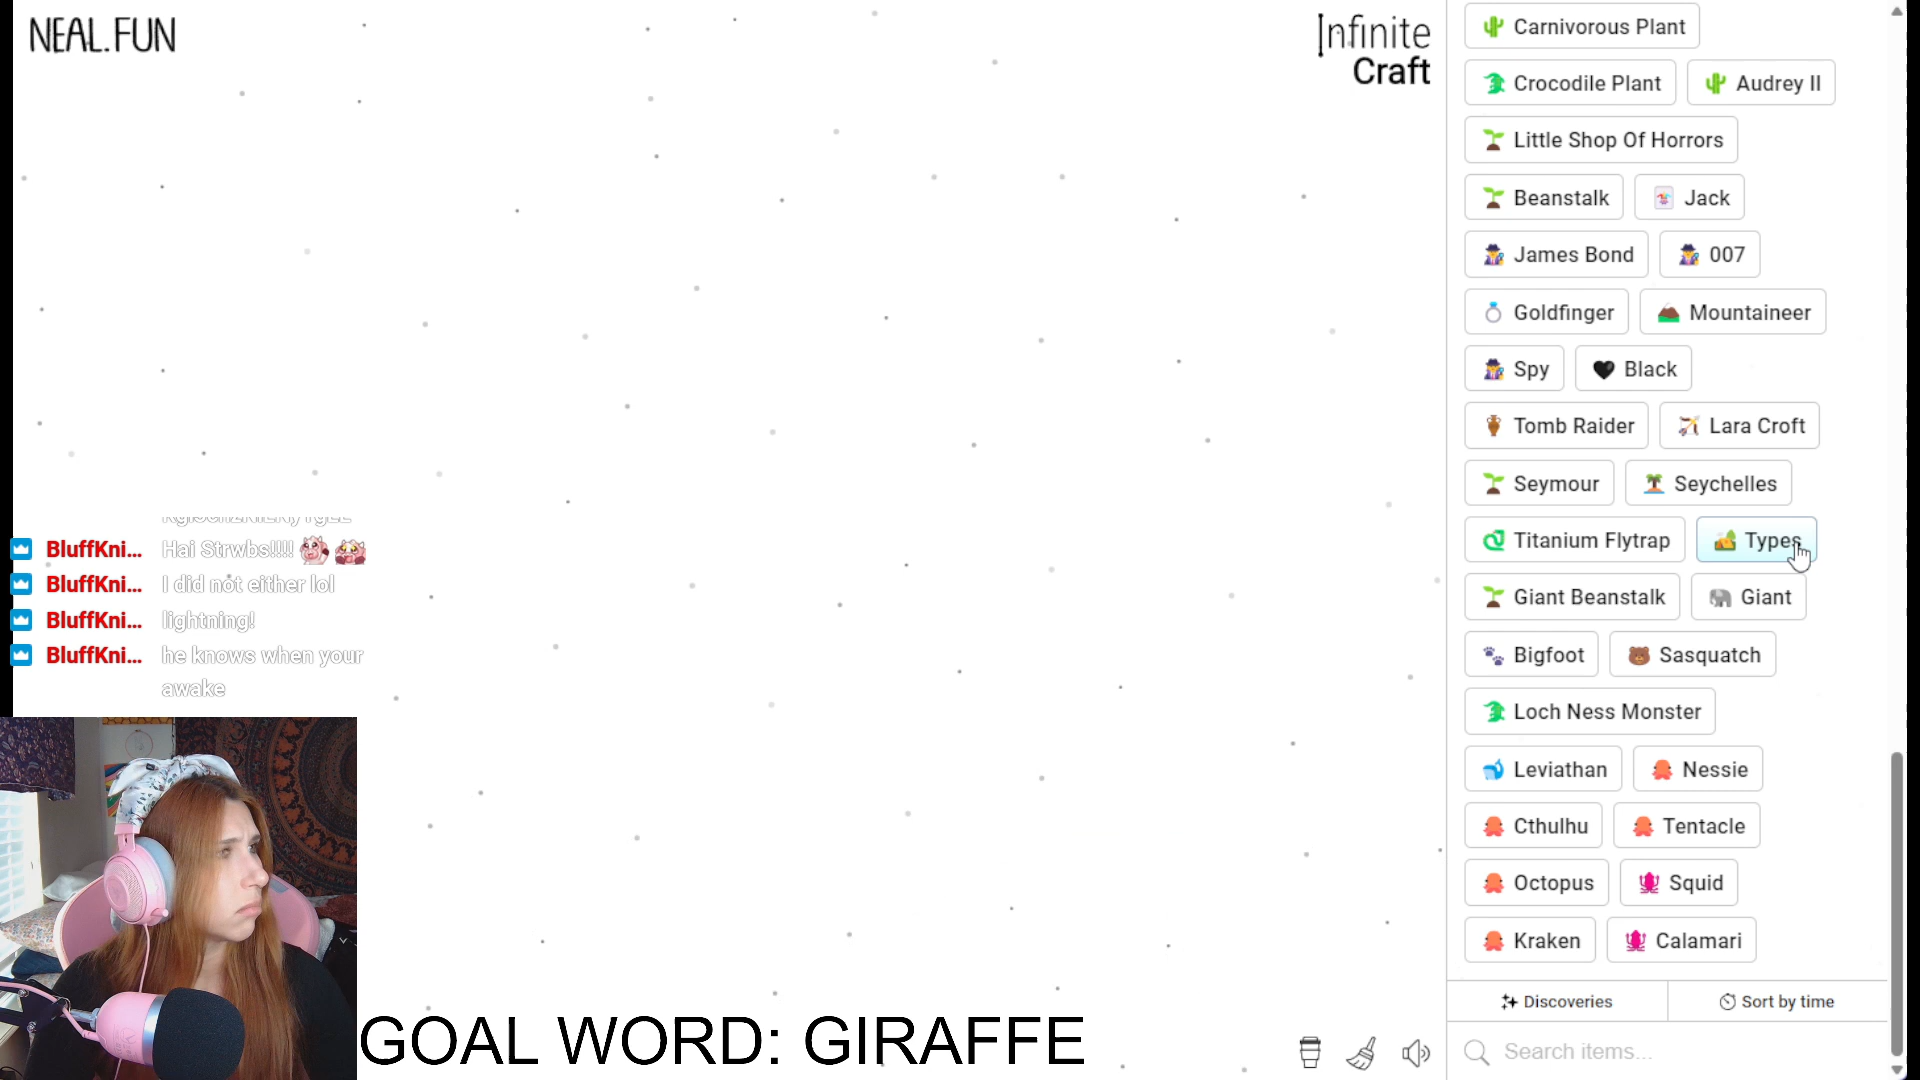 NEAL.FUN
Infinite
Craft
Carnivorous Plant
Crocodile Plant
Audrey II
Little Shop Of Horrors
Beanstalk
Jack
James Bond
007
Goldfinger
Mountaineer
Spy
Black
Tomb Raider
Lara Croft
Seymour
Seychelles
Titanium Flytrap
Types
Giant Beanstalk
Giant
Bigfoot
Sasquatch
Loch Ness Monster
Leviathan
Nessie
Cthulhu
Tentacle
Octopus
Squid
Kraken
Calamari
Discoveries
Sort by time
Search items...
BluffKni... Hai Strwbs!!!!
BluffKni... I did not either lol
BluffKni... lightning!
BluffKni... he knows when your
awake
GOAL WORD: GIRAFFE